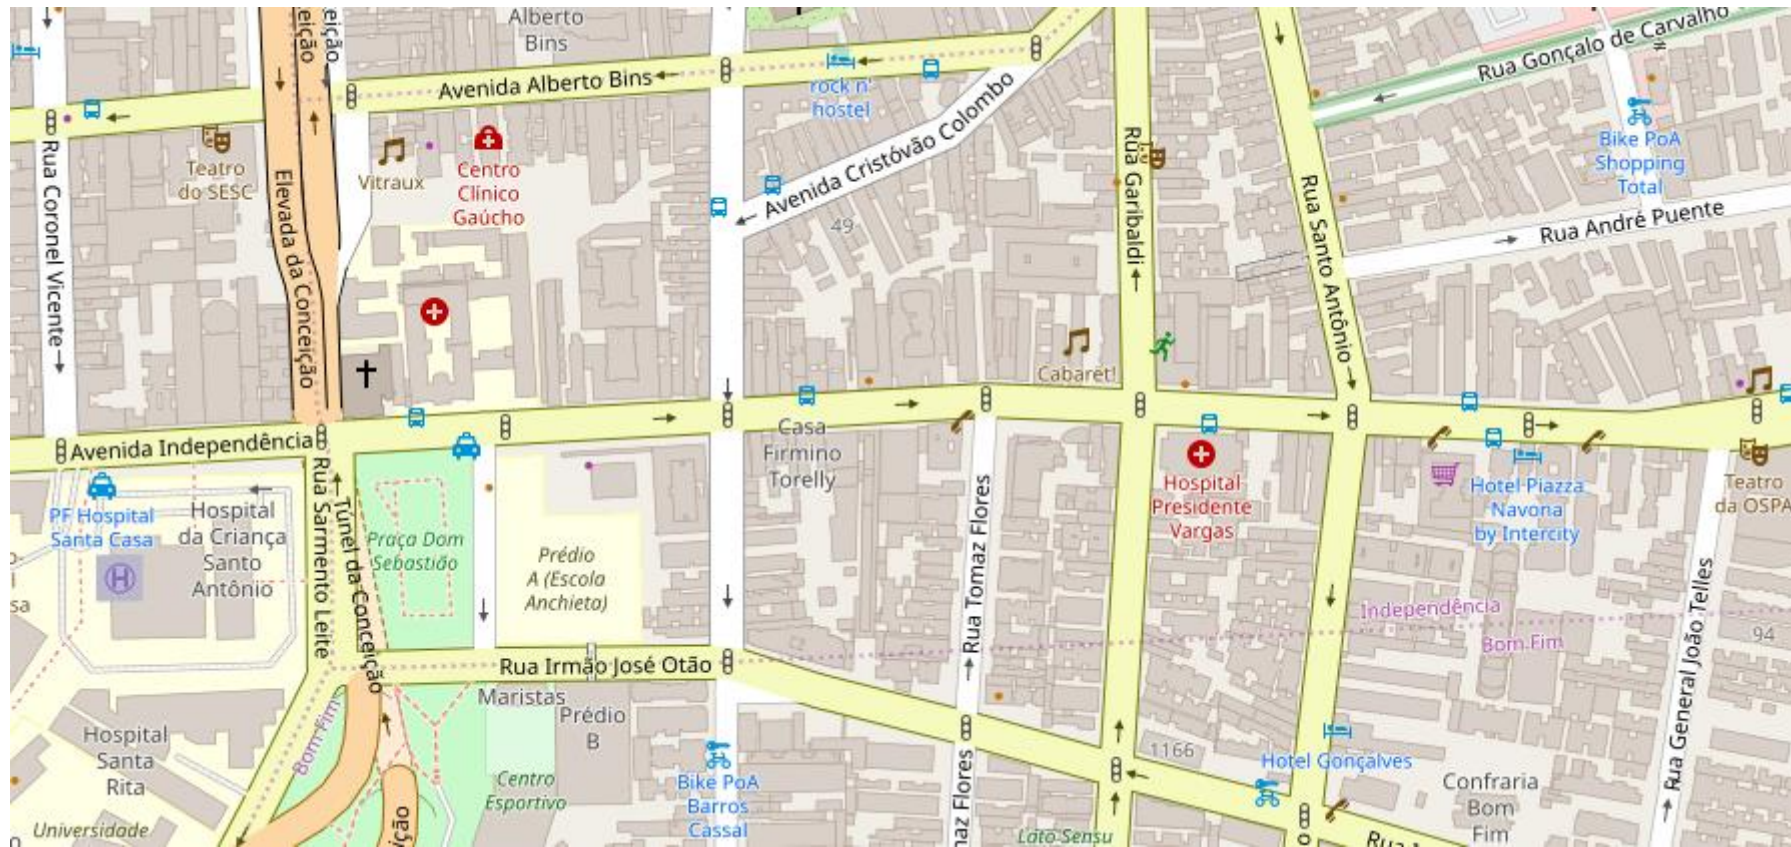 eição
eição
Alberto
Bins
Avenida Alberto Bins
rock n'
hostel
Avenida Cristóvão Colombo
Rua Gonçalo de Carvalho
Bike PoA
Shopping
Total
Rua André Puente
Rua Coronel Vicente
Teatro
do SESC
Elevada da Conceição
Vitraux
Centro
Clínico
Gaúcho
49
Rua Garibaldi
Rua Santo Antônio
Cabaret!
Avenida Independência
Casa
Firmino
Torelly
PF Hospital
Santa Casa
Hospital
da Criança
Santo
Antônio
H
sa
Rua Sarmento Leite
Túnel da Conceição
Praça Dom
Sebastião
Prédio
A (Escola
Anchieta)
Rua Tomaz Flores
Hospital
Presidente
Vargas
Hotel Piazza
Navona
by Intercity
Teatro
da OSPA
Independência
Bom Fim
94
Rua General João Telles
Rua Irmão José Otão
Maristas
Prédio
B
Bom Fim
Hospital
Santa
Rita
Universidade
Centro
Esportivo
Bike PoA
Barros
Cassal
maz Flores
1166
Hotel Gonçalves
Confraria
Bom
Fim
Lato Sensu
eição